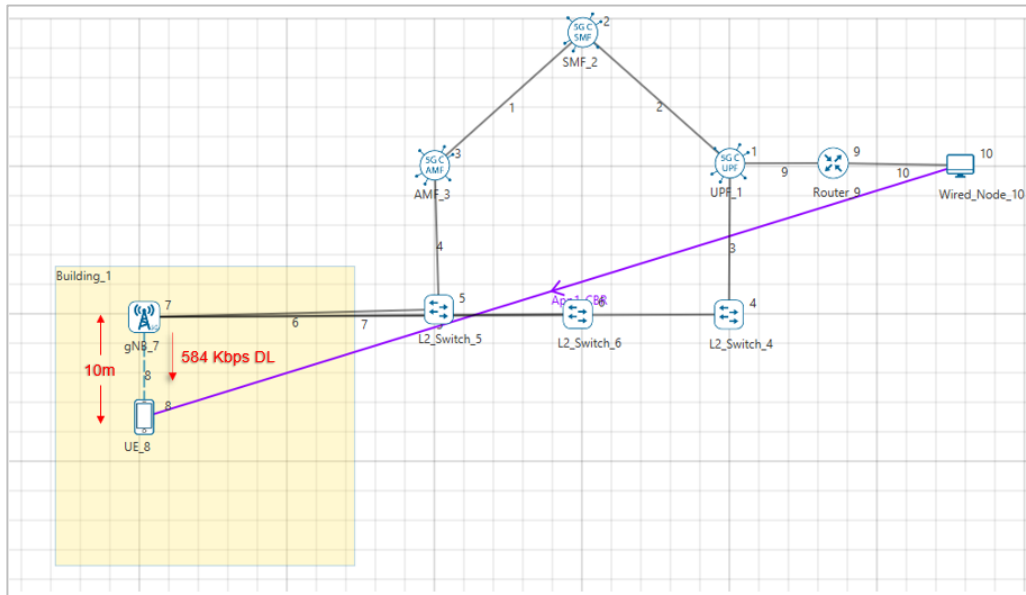 5G C
SMF
2
SMF_2
1
2
5G C
AMF
3
AMF_3
5G C
UPF
1
UPF_1
9
9
Router_9
10
10
Wired_Node_10
4
3
Building_1
App1_CBR
7
gNB_7
6
7
5
L2_Switch_5
6
L2_Switch_6
4
L2_Switch_4
584 Kbps DL
10m
8
8
UE_8